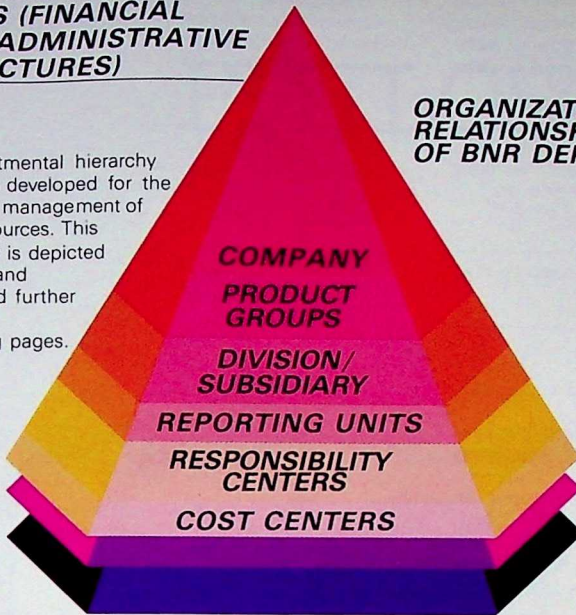 S (FINANCIAL
ADMINISTRATIVE
CTURES)
ORGANIZAT
RELATIONSH
OF BNR DE
tmental hierarchy
developed for the
management of
urces. This
is depicted
and
d further
g pages.
COMPANY
PRODUCT
GROUPS
DIVISION/
SUBSIDIARY
REPORTING UNITS
RESPONSIBILITY
CENTERS
COST CENTERS